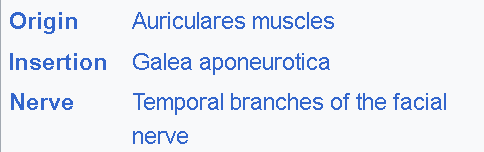 Origin Auriculares muscles
Insertion Galea aponeurotica
Nerve Temporal branches of the facial
nerve